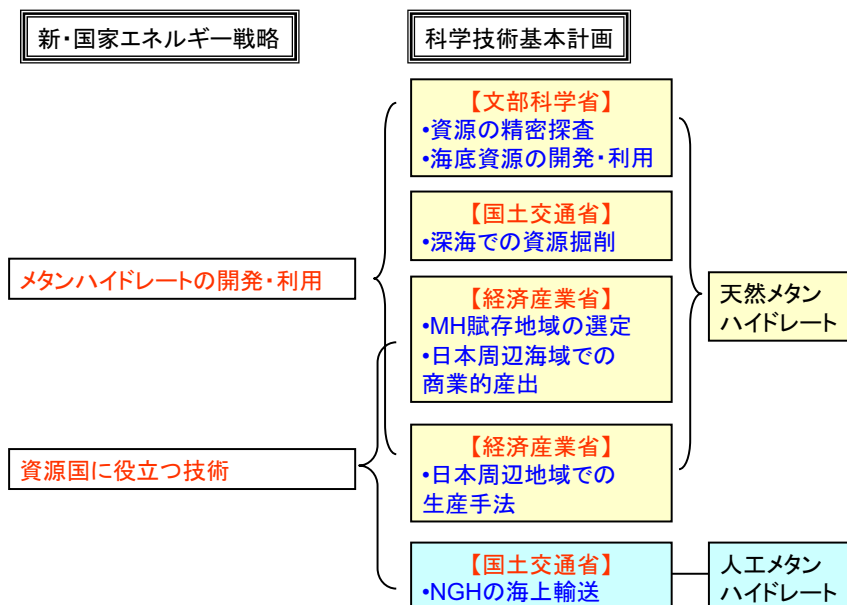 新・国家エネルギー戦略
科学技術基本計画
【文部科学省】
•資源の精密探査
•海底資源の開発・利用
【国土交通省】
•深海での資源掘削
メタンハイドレートの開発・利用
【経済産業省】
•MH賦存地域の選定
•日本周辺海域での
商業的産出
天然メタン
ハイドレート
資源国に役立つ技術
【経済産業省】
•日本周辺地域での
生産手法
【国土交通省】
•NGHの海上輸送
人工メタン
ハイドレート